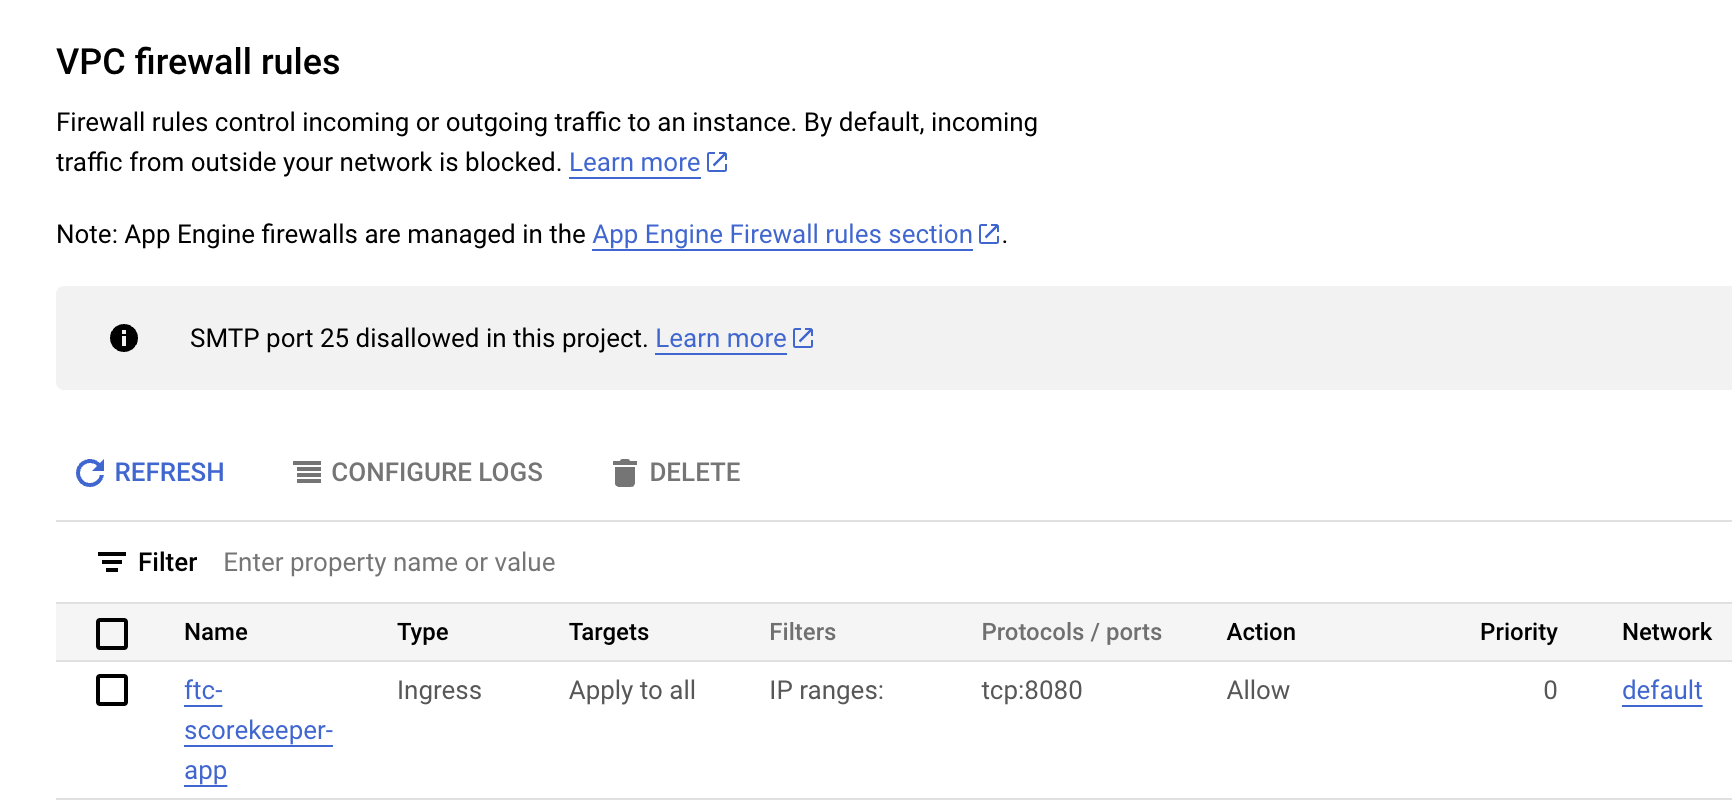 VPC firewall rules
Firewall rules control incoming or outgoing traffic to an instance. By default, incoming
traffic from outside your network is blocked. Learn more
Note: App Engine firewalls are managed in the App Engine Firewall rules section.
SMTP port 25 disallowed in this project. Learn more
REFRESH CONFIGURE LOGS DELETE
Filter Enter property name or value
Name Type Targets Filters Protocols / ports Action Priority Network
ftc- Ingress Apply to all IP ranges: tcp:8080 Allow 0 default
scorekeeper-
app